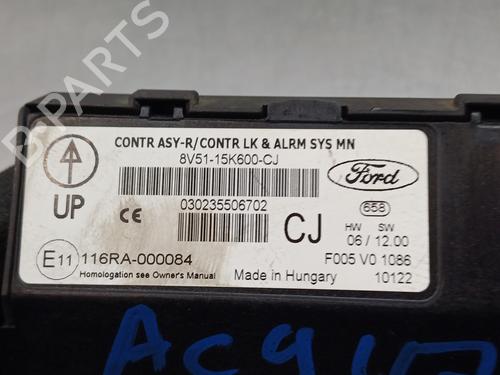 CONTR ASY-R/CONTR LK & ALRM SYS MN
8V51-15K600-CJ
Ford
UP
CE
030235506702
CJ
658
HW SW
06 / 12.00
E11 116RA-000084
F005 V0 1086
Homologation see Owner's Manual
Made in Hungary
10122
B PARTS